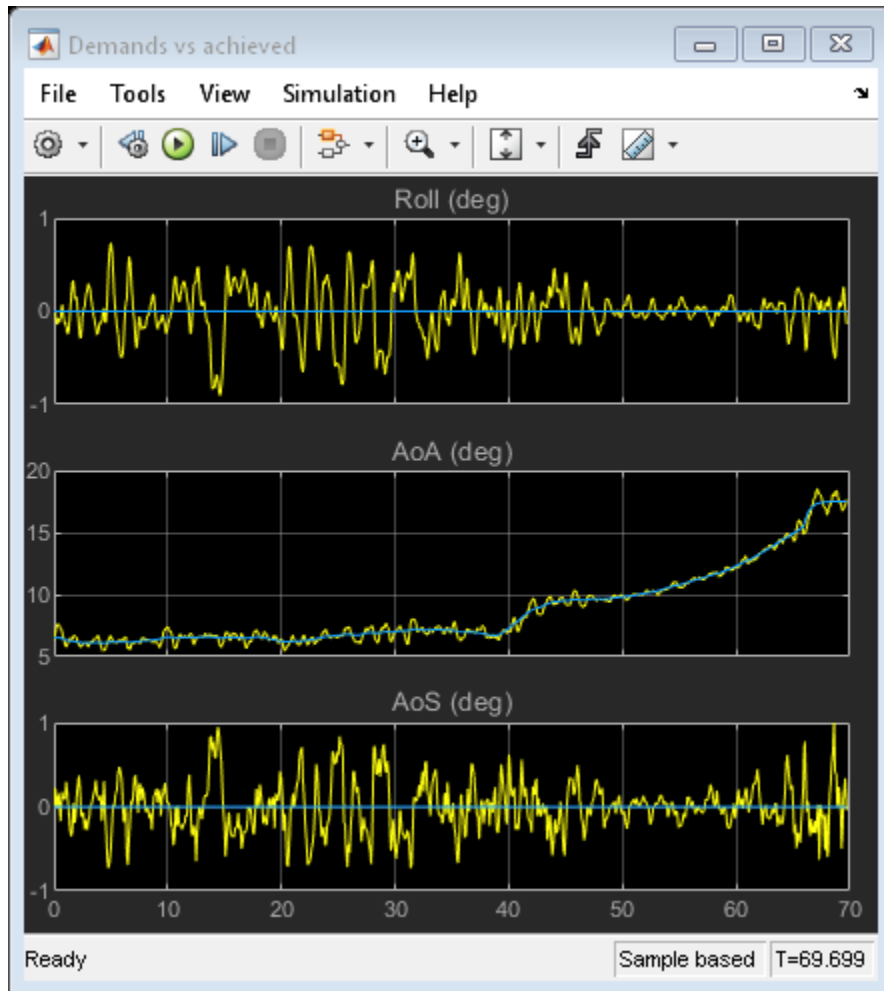 Demands vs achieved
File Tools View Simulation Help
Roll (deg)
1
0
-1
AoA (deg)
20
15
10
5
AoS (deg)
1
0
-1
0 10 20 30 40 50 60 70
Ready Sample based T=69.699